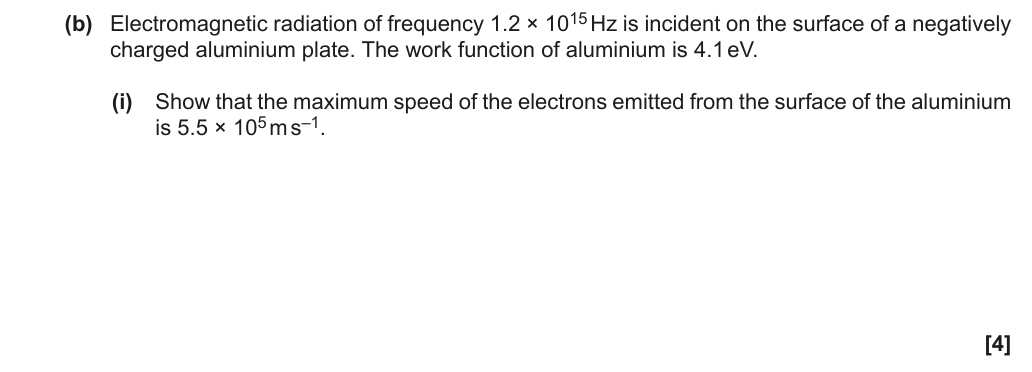 (b) Electromagnetic radiation of frequency 1.2 × 10¹⁵ Hz is incident on the surface of a negatively
charged aluminium plate. The work function of aluminium is 4.1 eV.
(i) Show that the maximum speed of the electrons emitted from the surface of the aluminium
is 5.5 × 10⁵ m s⁻¹.
[4]